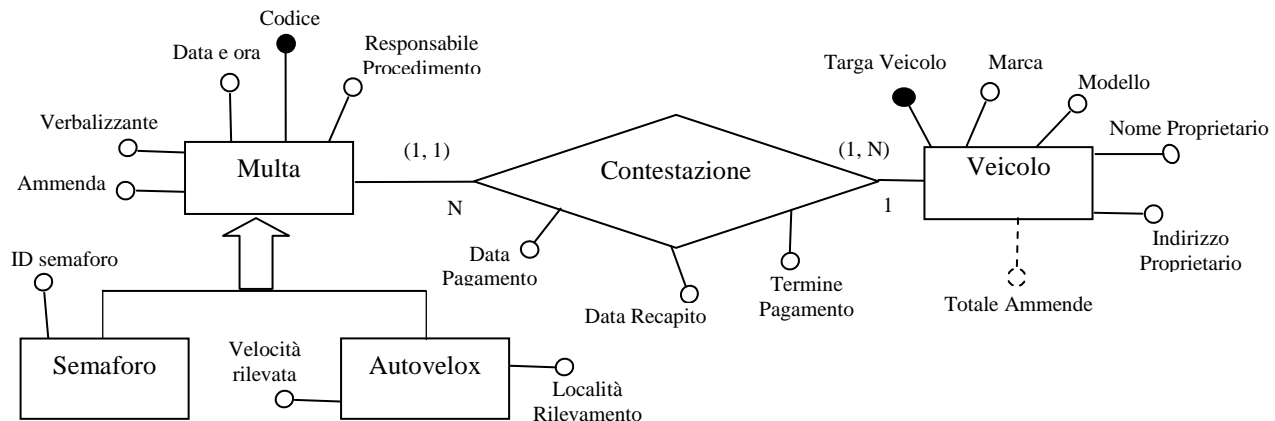 Codice
Data e ora
Responsabile
Procedimento
Targa Veicolo
Marca
Modello
Verbalizzante
Nome Proprietario
Multa
(1, 1)
Contestazione
(1, N)
Veicolo
Ammenda
N
1
ID semaforo
Data
Pagamento
Termine
Pagamento
Data Recapito
Indirizzo
Proprietario
Totale Ammende
Semaforo
Velocità
rilevata
Autovelox
Località
Rilevamento